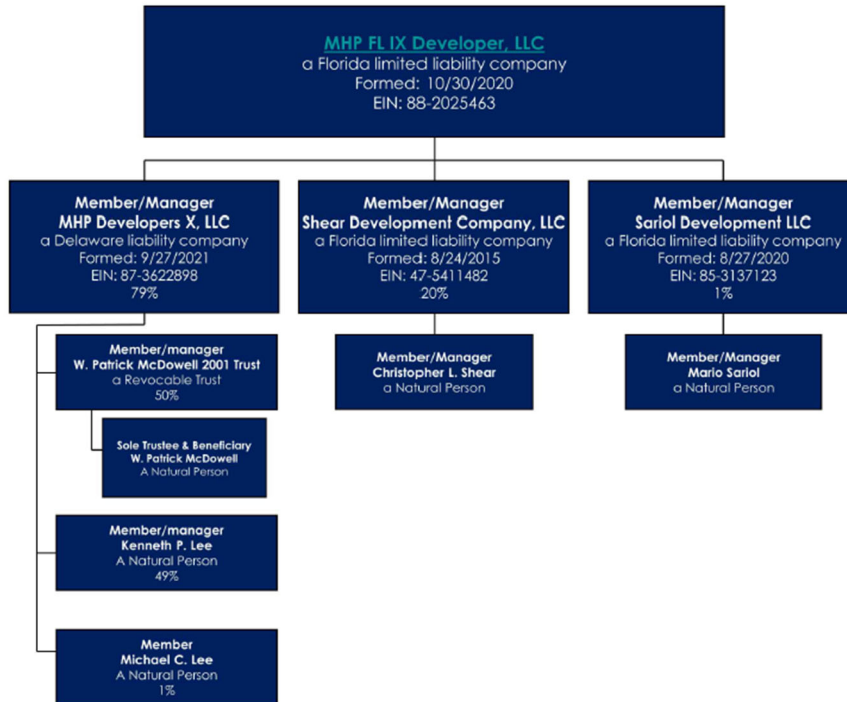 MHP FL IX Developer, LLC
a Florida limited liability company
Formed: 10/30/2020
EIN: 88-2025463
Member/Manager
MHP Developers X, LLC
a Delaware liability company
Formed: 9/27/2021
EIN: 87-3622898
79%
Member/Manager
Shear Development Company, LLC
a Florida limited liability company
Formed: 8/24/2015
EIN: 47-5411482
20%
Member/Manager
Sariol Development LLC
a Florida limited liability company
Formed: 8/27/2020
EIN: 85-3137123
1%
Member/manager
W. Patrick McDowell 2001 Trust
a Revocable Trust
50%
Sole Trustee & Beneficiary
W. Patrick McDowell
A Natural Person
Member/manager
Kenneth P. Lee
A Natural Person
49%
Member
Michael C. Lee
A Natural Person
1%
Member/Manager
Christopher L. Shear
a Natural Person
Member/Manager
Mario Sariol
a Natural Person